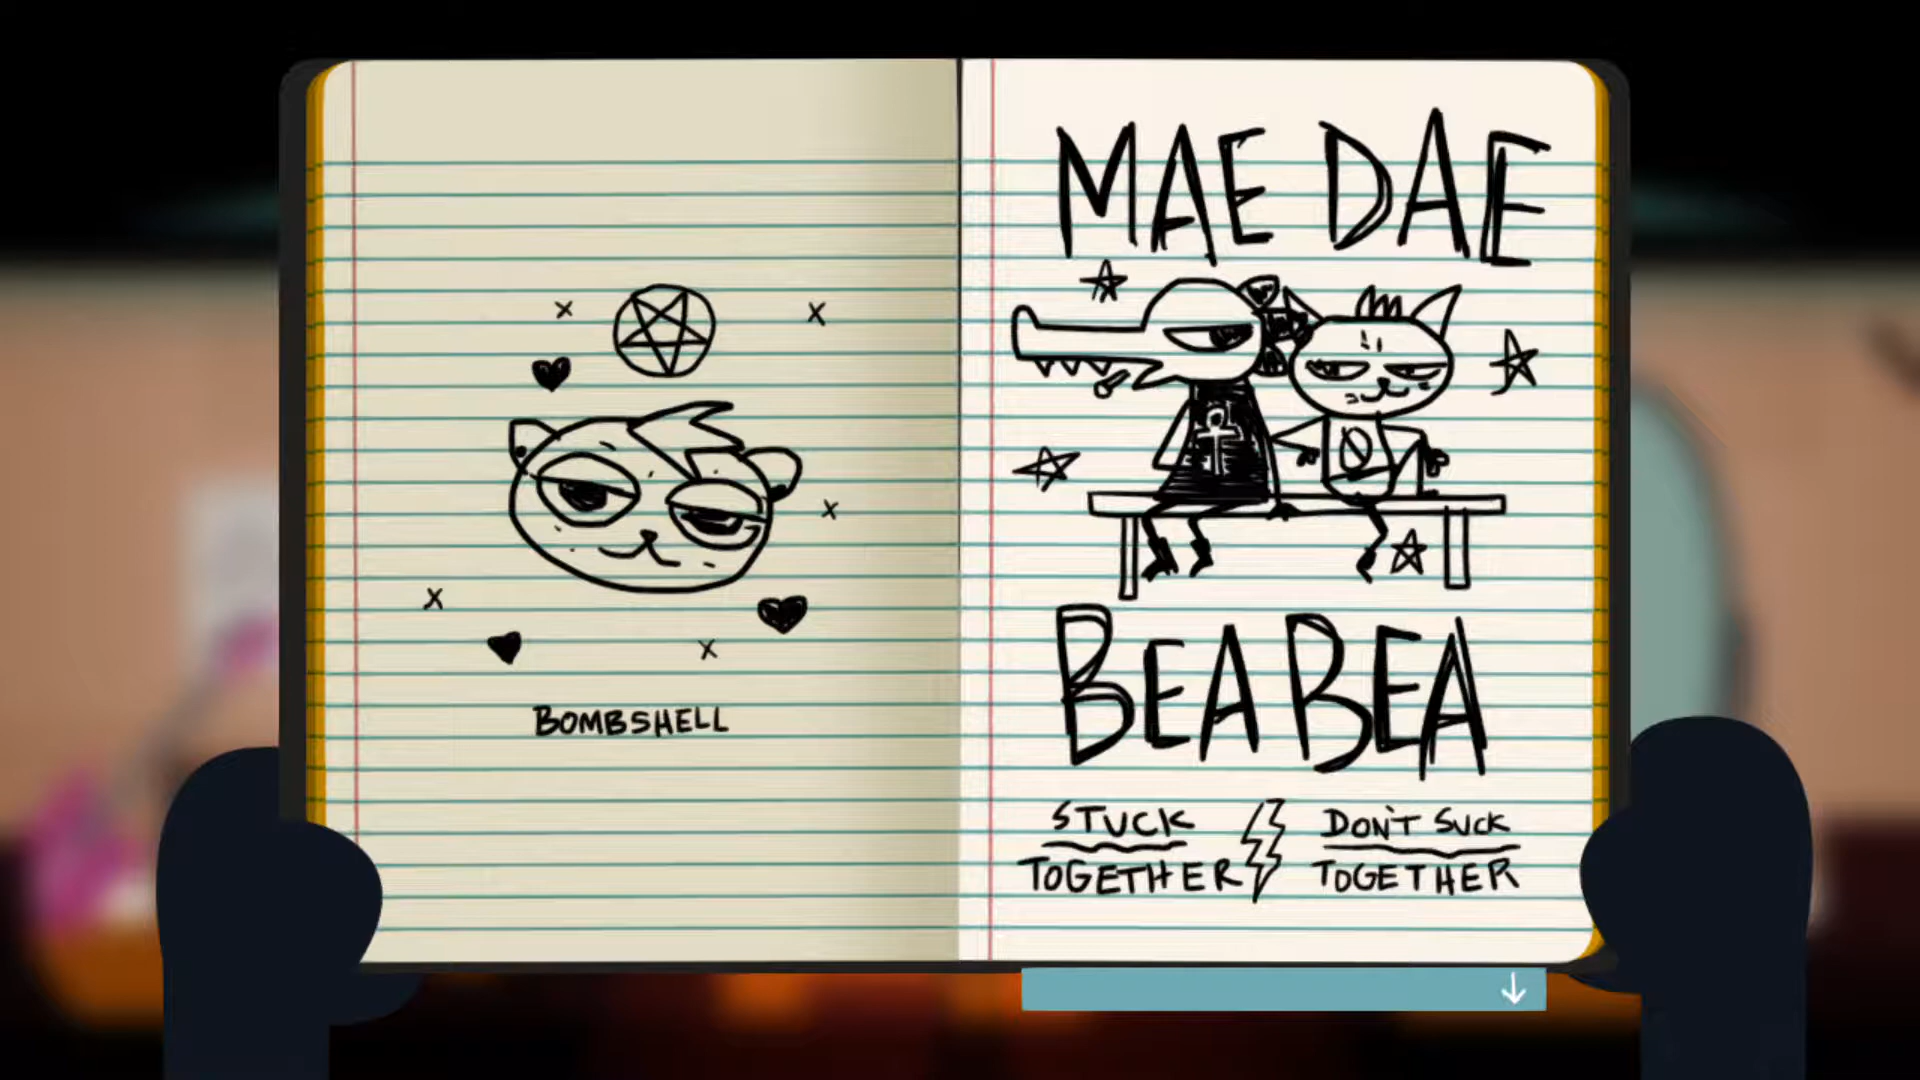 BOMBSHELL
MAE DAE
BEA BEA
STUCK
TOGETHER
DON'T SUCK
TOGETHER